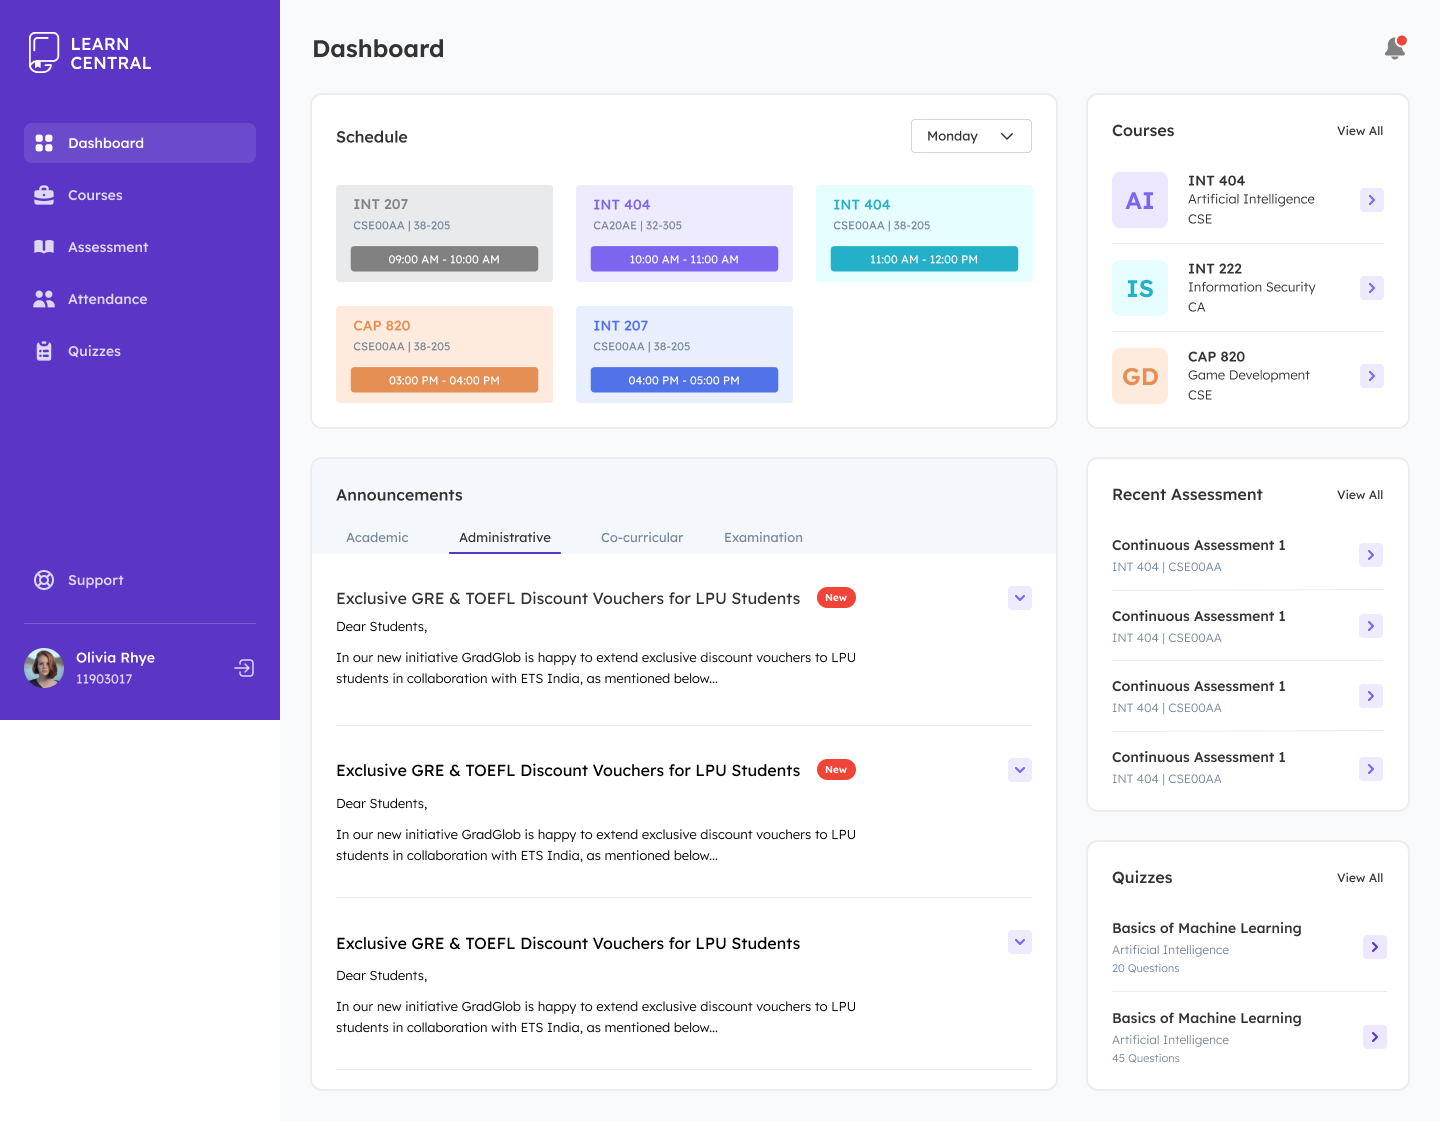 LEARN
CENTRAL
Dashboard
Courses
Assessment
Attendance
Quizzes
Support
Olivia Rhye
11903017
Dashboard
Schedule
Monday
INT 207
CSE00AA | 38-205
09:00 AM - 10:00 AM
INT 404
CA20AE | 32-305
10:00 AM - 11:00 AM
INT 404
CSE00AA | 38-205
11:00 AM - 12:00 PM
CAP 820
CSE00AA | 38-205
03:00 PM - 04:00 PM
INT 207
CSE00AA | 38-205
04:00 PM - 05:00 PM
Courses
View All
AI
INT 404
Artificial Intelligence
CSE
IS
INT 222
Information Security
CA
GD
CAP 820
Game Development
CSE
Announcements
Academic
Administrative
Co-curricular
Examination
Exclusive GRE & TOEFL Discount Vouchers for LPU Students
New
Dear Students,
In our new initiative GradGlob is happy to extend exclusive discount vouchers to LPU
students in collaboration with ETS India, as mentioned below...
Exclusive GRE & TOEFL Discount Vouchers for LPU Students
New
Dear Students,
In our new initiative GradGlob is happy to extend exclusive discount vouchers to LPU
students in collaboration with ETS India, as mentioned below...
Exclusive GRE & TOEFL Discount Vouchers for LPU Students
Dear Students,
In our new initiative GradGlob is happy to extend exclusive discount vouchers to LPU
students in collaboration with ETS India, as mentioned below...
Recent Assessment
View All
Continuous Assessment 1
INT 404 | CSE00AA
Continuous Assessment 1
INT 404 | CSE00AA
Continuous Assessment 1
INT 404 | CSE00AA
Continuous Assessment 1
INT 404 | CSE00AA
Quizzes
View All
Basics of Machine Learning
Artificial Intelligence
20 Questions
Basics of Machine Learning
Artificial Intelligence
45 Questions